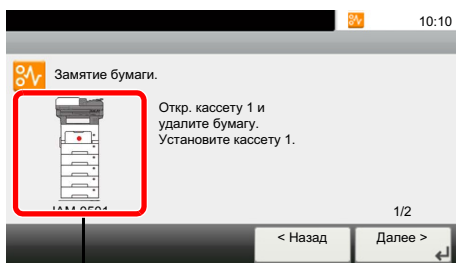 10:10
Замятие бумаги.
Откр. кассету 1 и
удалите бумагу.
Установите кассету 1.
1/2
< Назад
Далее >